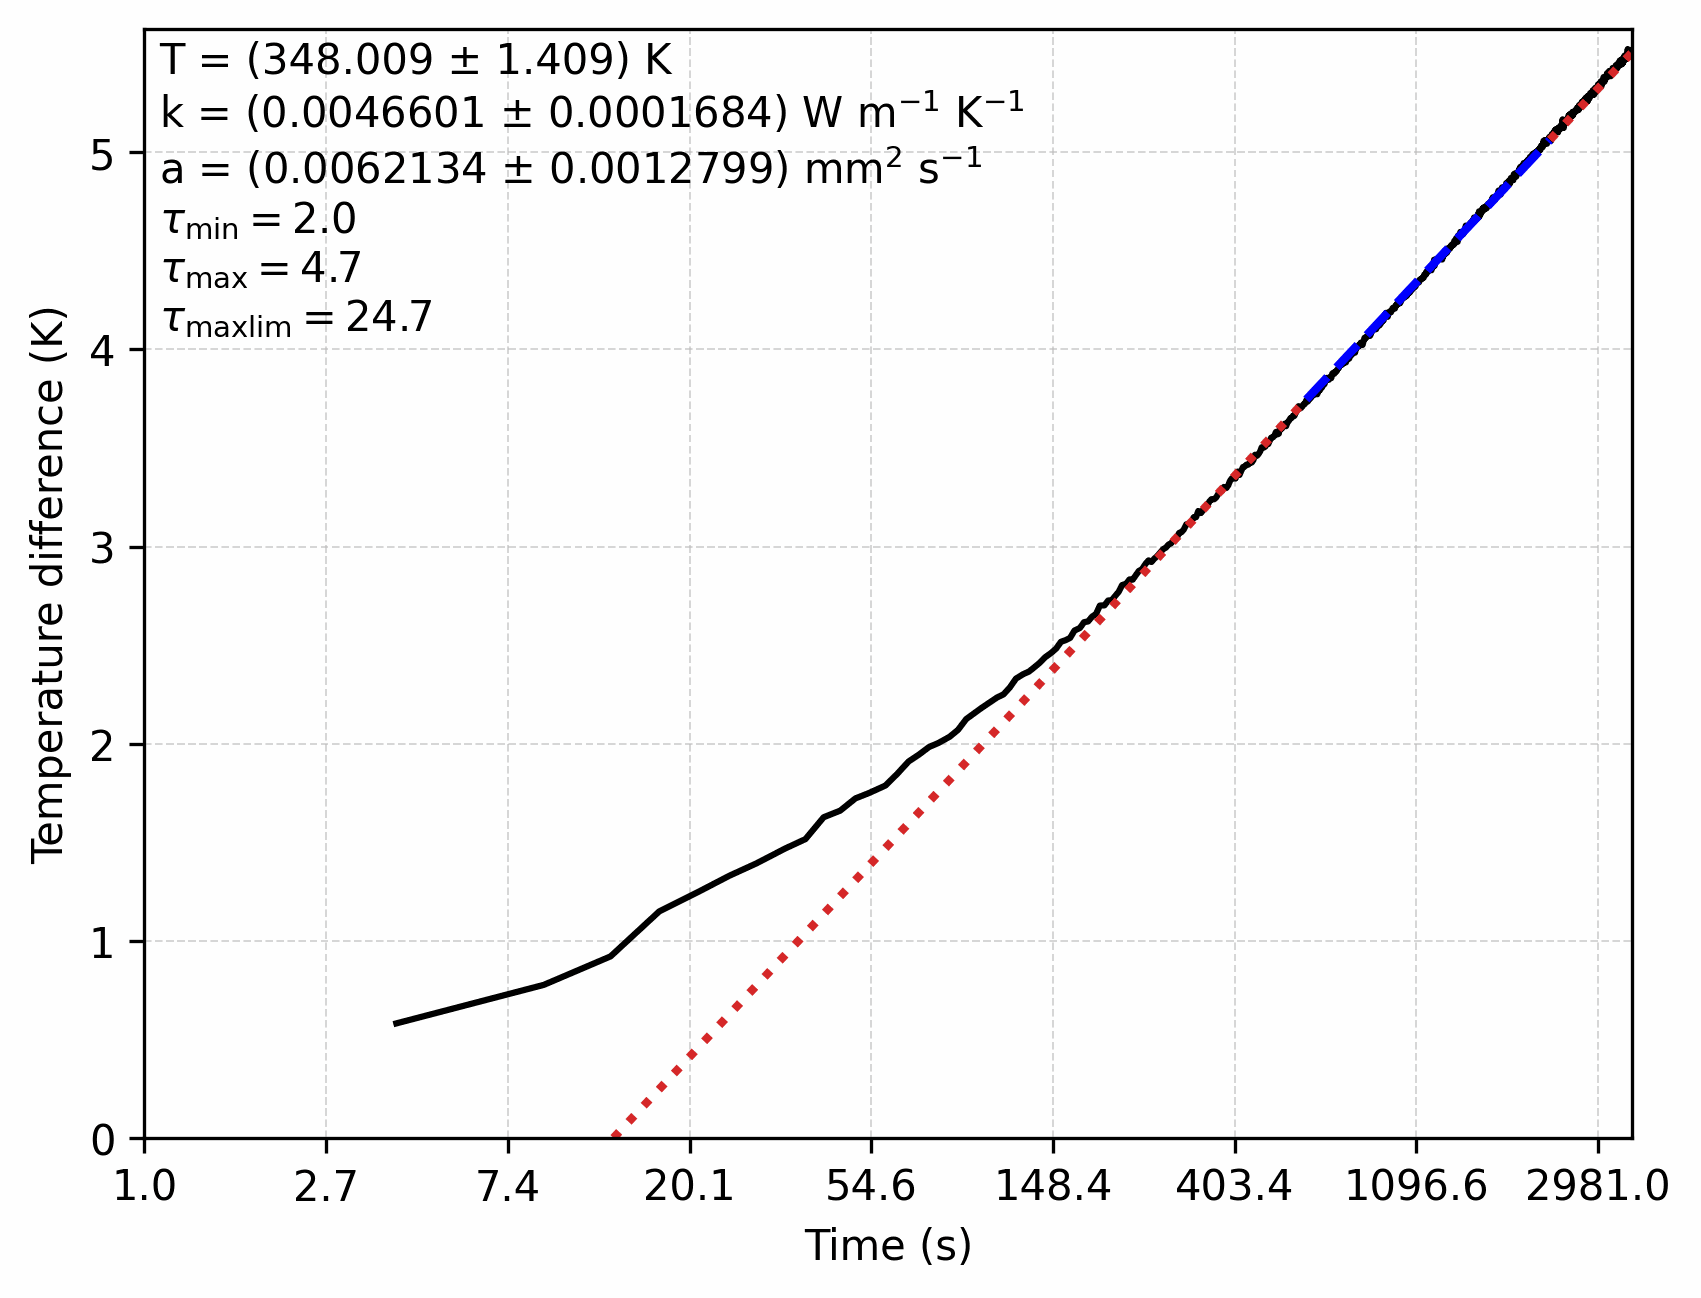 T = (348.009 ± 1.409) K
k = (0.0046601 ± 0.0001684) W m⁻¹ K⁻¹
a = (0.0062134 ± 0.0012799) mm² s⁻¹
τmin = 2.0
τmax = 4.7
τmaxlim = 24.7
Temperature difference (K)
5
4
3
2
1
0
1.0 2.7 7.4 20.1 54.6 148.4 403.4 1096.6 2981.0
Time (s)